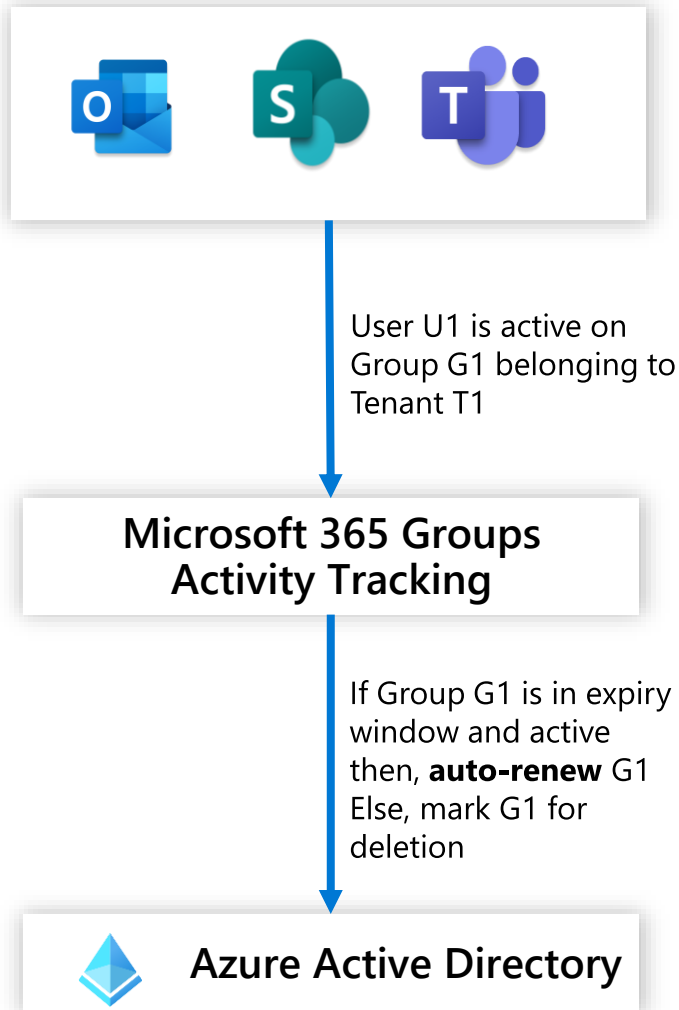 O
S
T
User U1 is active on
Group G1 belonging to
Tenant T1
Microsoft 365 Groups
Activity Tracking
If Group G1 is in expiry
window and active
then, auto-renew G1
Else, mark G1 for
deletion
Azure Active Directory